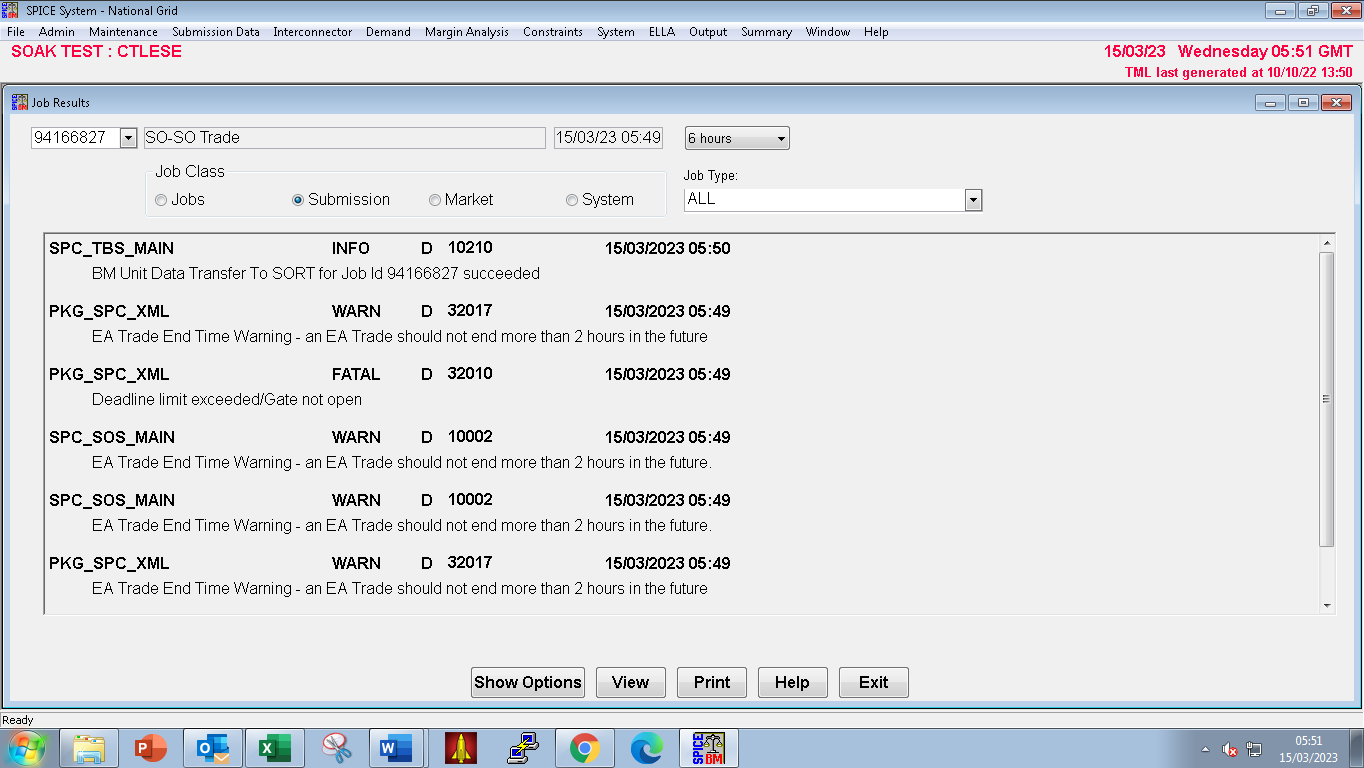 SPICE System - National Grid
File Admin Maintenance Submission Data Interconnector Demand Margin Analysis Constraints System ELLA Output Summary Window Help
SOAK TEST : CTLESE 15/03/23 Wednesday 05:51 GMT
TML last generated at 10/10/22 13:50
Job Results
94166827 SO-SO Trade 15/03/23 05:49 6 hours
Job Class
Job Type:
Jobs Submission Market System
ALL
SPC_TBS_MAIN INFO D 10210 15/03/2023 05:50
BM Unit Data Transfer To SORT for Job Id 94166827 succeeded
PKG_SPC_XML WARN D 32017 15/03/2023 05:49
EA Trade End Time Warning - an EA Trade should not end more than 2 hours in the future
PKG_SPC_XML FATAL D 32010 15/03/2023 05:49
Deadline limit exceeded/Gate not open
SPC_SOS_MAIN WARN D 10002 15/03/2023 05:49
EA Trade End Time Warning - an EA Trade should not end more than 2 hours in the future.
SPC_SOS_MAIN WARN D 10002 15/03/2023 05:49
EA Trade End Time Warning - an EA Trade should not end more than 2 hours in the future.
PKG_SPC_XML WARN D 32017 15/03/2023 05:49
EA Trade End Time Warning - an EA Trade should not end more than 2 hours in the future
Show Options View Print Help Exit
Ready
SPICE
BM
05:51
15/03/2023